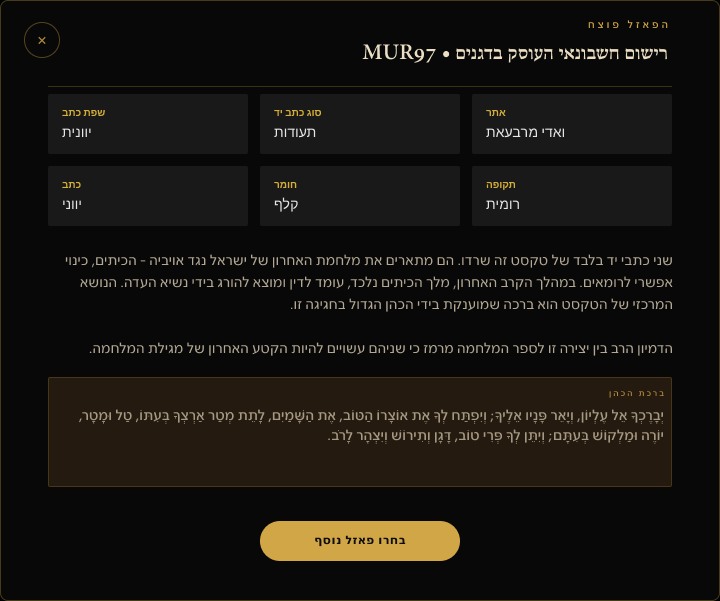 הפאזל פוצח
רישום חשבונאי העוסק בדגנים • MUR97
×
אתר
ואדי מרבעאת
סוג כתב יד
תעודות
שפת כתב
יוונית
תקופה
רומית
חומר
קלף
כתב
יווני
שני כתבי יד בלבד של טקסט זה שרדו. הם מתארים את מלחמת האחרון של ישראל נגד אויביה - הכיתים, כינוי
אפשרי לרומאים. במהלך הקרב האחרון, מלך הכיתים נלכד, עומד לדין ומוצא להורג בידי נשיא העדה. הנושא
המרכזי של הטקסט הוא ברכה שמוענקת בידי הכהן הגדול בחגיגה זו.
הדמיון הרב בין יצירה זו לספר המלחמה מרמז כי שניהם עשויים להיות הקטע האחרון של מגילת המלחמה.
ברכת הכהן
יְבָרֶכְךָ אֵל עֶלְיוֹן, וְיָאֵר פָּנָיו אֵלֶיךָ; וְיִפְתַּח לְךָ אֶת אוֹצָרוֹ הַטּוֹב, אֶת הַשָּׁמַיִם, לָתֵת מְטַר אַרְצְךָ בְּעִתּוֹ, טַל וּמָטָר,
יוֹרֶה וּמַלְקוֹשׁ בְּעִתָּם; וְיִתֵּן לְךָ פְּרִי טוֹב, דָּגָן וְתִירוֹשׁ וְיִצְהָר לָרֹב.
בחרו פאזל נוסף